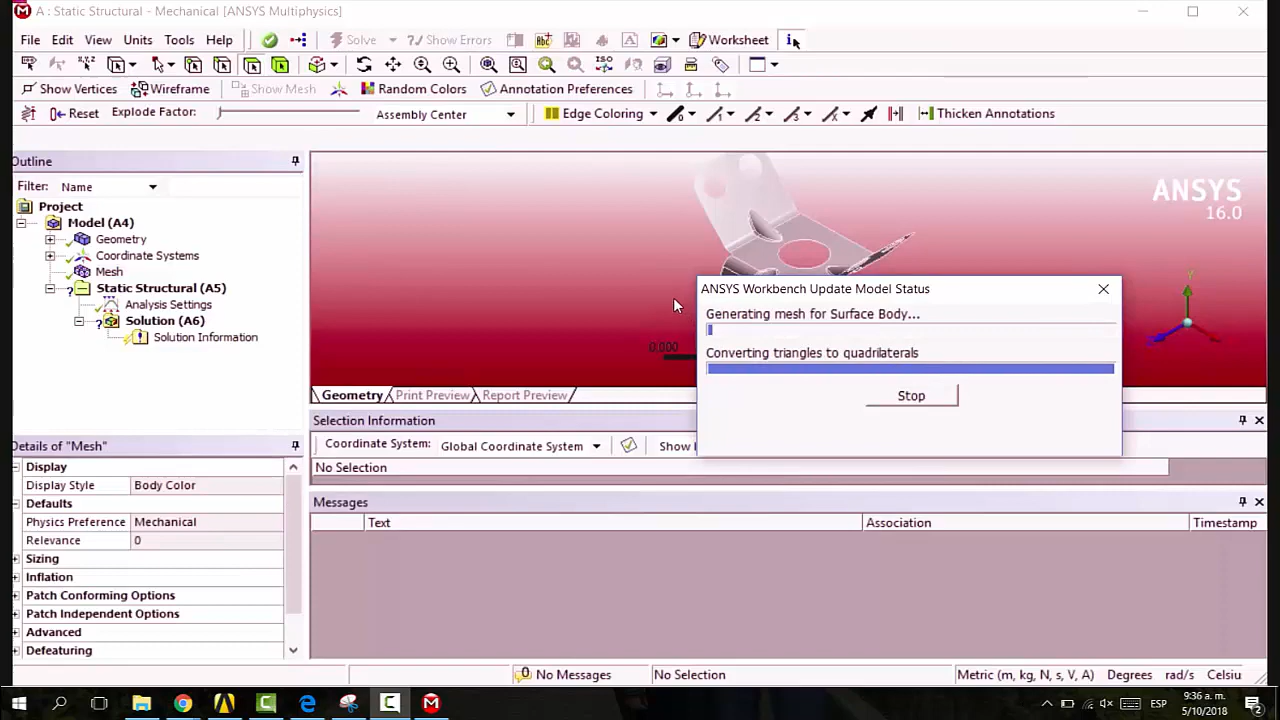 A : Static Structural - Mechanical [ANSYS Multiphysics]
File Edit View Units Tools Help Solve Show Errors Worksheet
Show Vertices Wireframe Show Mesh Random Colors Annotation Preferences
Reset Explode Factor: Assembly Center Edge Coloring Thicken Annotations
Outline
Filter: Name
Project
Model (A4)
Geometry
Coordinate Systems
Mesh
Static Structural (A5)
Analysis Settings
Solution (A6)
Solution Information
ANSYS
16.0
0.000
Y
ANSYS Workbench Update Model Status
Generating mesh for Surface Body...
Converting triangles to quadrilaterals
Stop
Geometry Print Preview Report Preview
Selection Information
Coordinate System: Global Coordinate System Show
No Selection
Details of "Mesh"
Display
Display Style Body Color
Defaults
Physics Preference Mechanical
Relevance 0
Sizing
Inflation
Patch Conforming Options
Patch Independent Options
Advanced
Defeaturing
Messages
Text Association Timestamp
0 No Messages No Selection Metric (m, kg, N, s, V, A) Degrees rad/s Celsiu
ESP
9:36 a. m.
5/10/2018
2